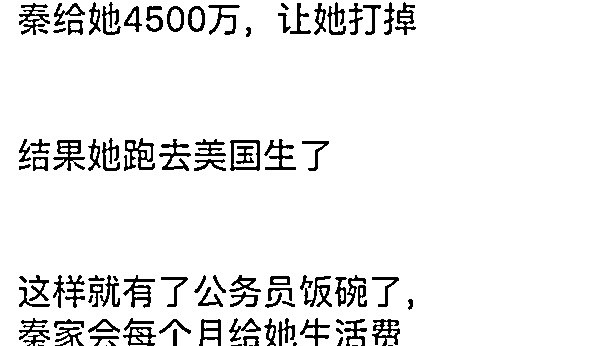 秦给她4500万，让她打掉
结果她跑去美国生了
这样就有了公务员饭碗了，
秦家会每个月给她生活费